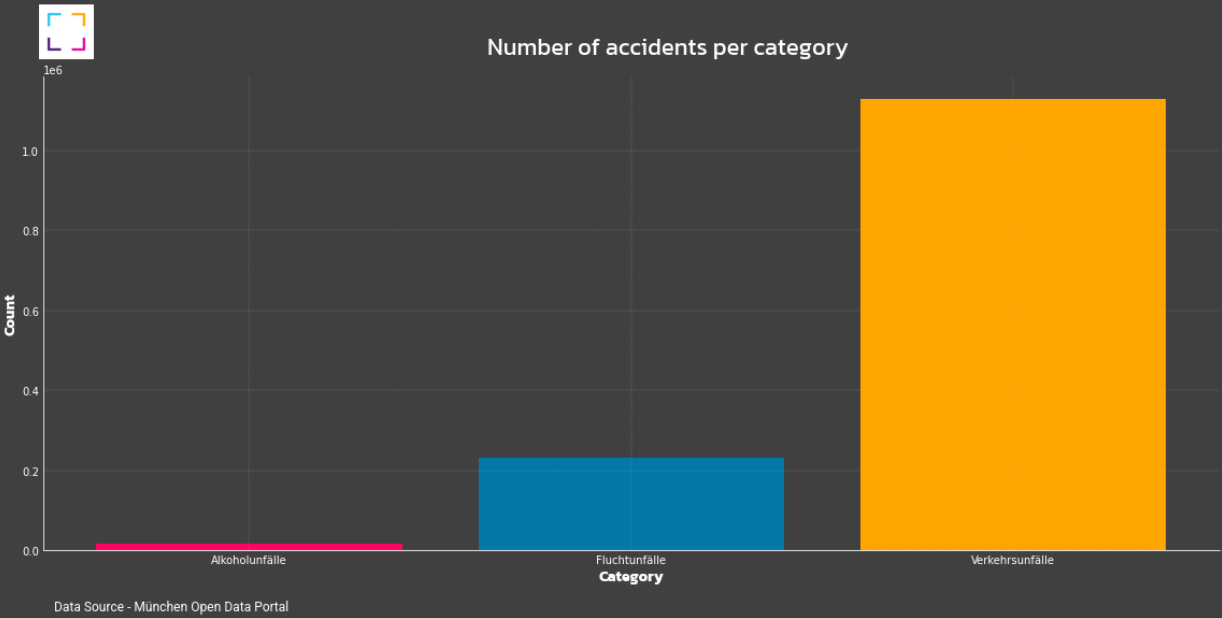 Number of accidents per category
1e6
1.0
0.8
0.6
0.4
0.2
0.0
Count
Alkoholunfälle Fluchtunfälle Verkehrsunfälle
Category
Data Source - München Open Data Portal